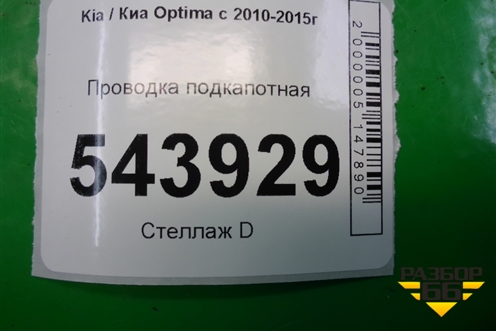 Kia / Киа Optima с 2010-2015г
Проводка подкапотная
543929
Стеллаж D
2000005147890
РАЗБОР
66